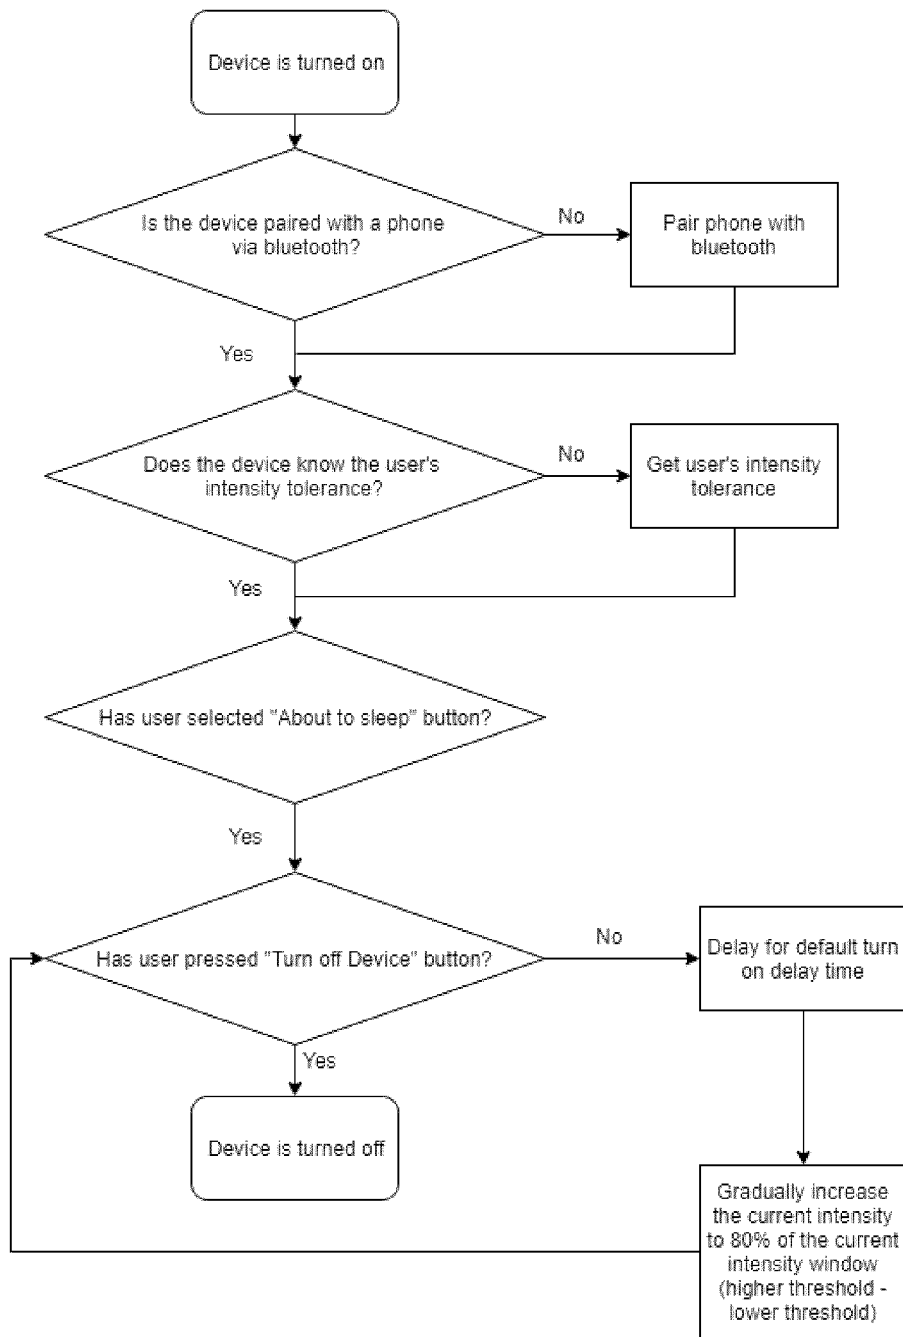 Device is turned on
Is the device paired with a phone
via bluetooth?
No
Pair phone with
bluetooth
Yes
Does the device know the user's
intensity tolerance?
No
Get user's intensity
tolerance
Yes
Has user selected "About to sleep" button?
Yes
Has user pressed "Turn off Device" button?
No
Delay for default turn
on delay time
Yes
Device is turned off
Gradually increase
the current intensity
to 80% of the current
intensity window
(higher threshold -
lower threshold)